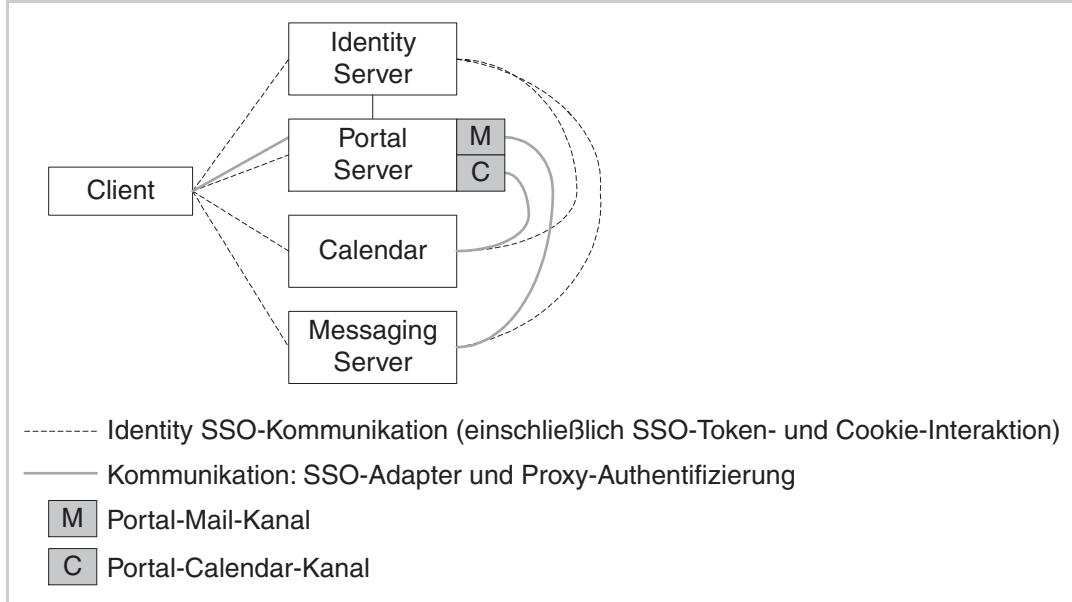 Identity
Server
Portal
Server
M
C
Client
Calendar
Messaging
Server
Identity SSO-Kommunikation (einschließlich SSO-Token- und Cookie-Interaktion)
Kommunikation: SSO-Adapter und Proxy-Authentifizierung
M Portal-Mail-Kanal
C Portal-Calendar-Kanal